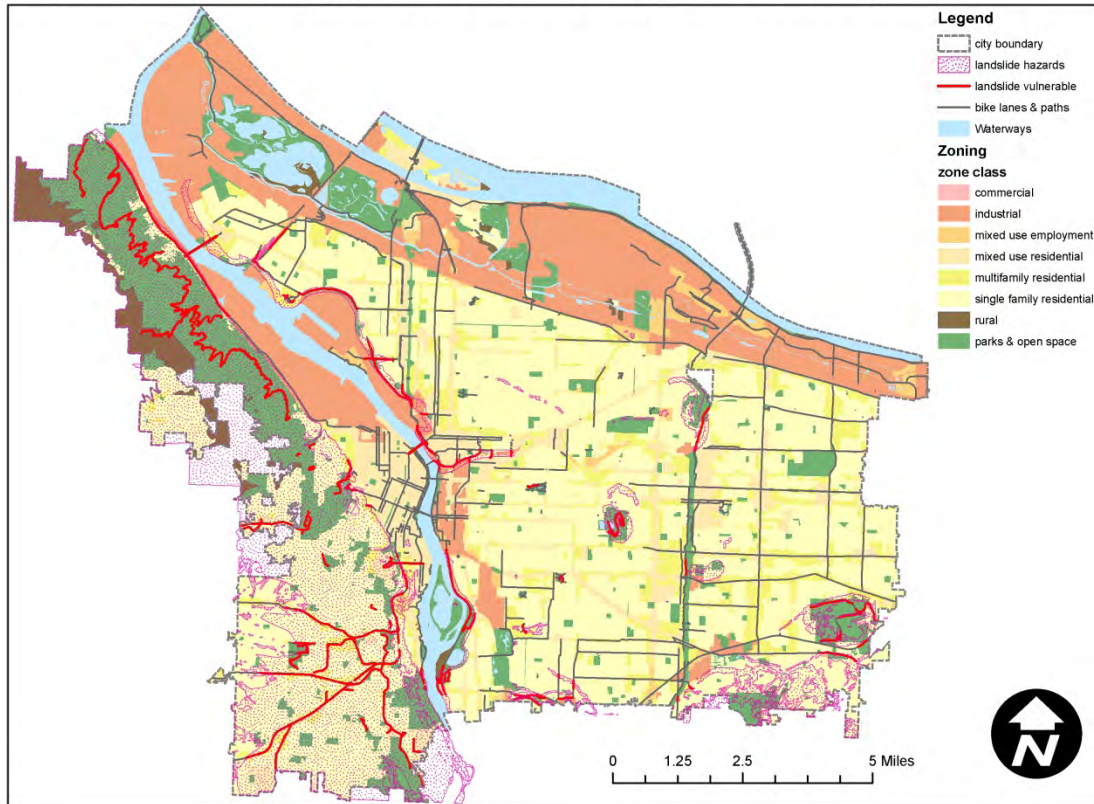 Legend
city boundary
landslide hazards
landslide vulnerable
bike lanes & paths
Waterways
Zoning
zone class
commercial
industrial
mixed use employment
mixed use residential
multifamily residential
single family residential
rural
parks & open space
N
0 1.25 2.5 5 Miles